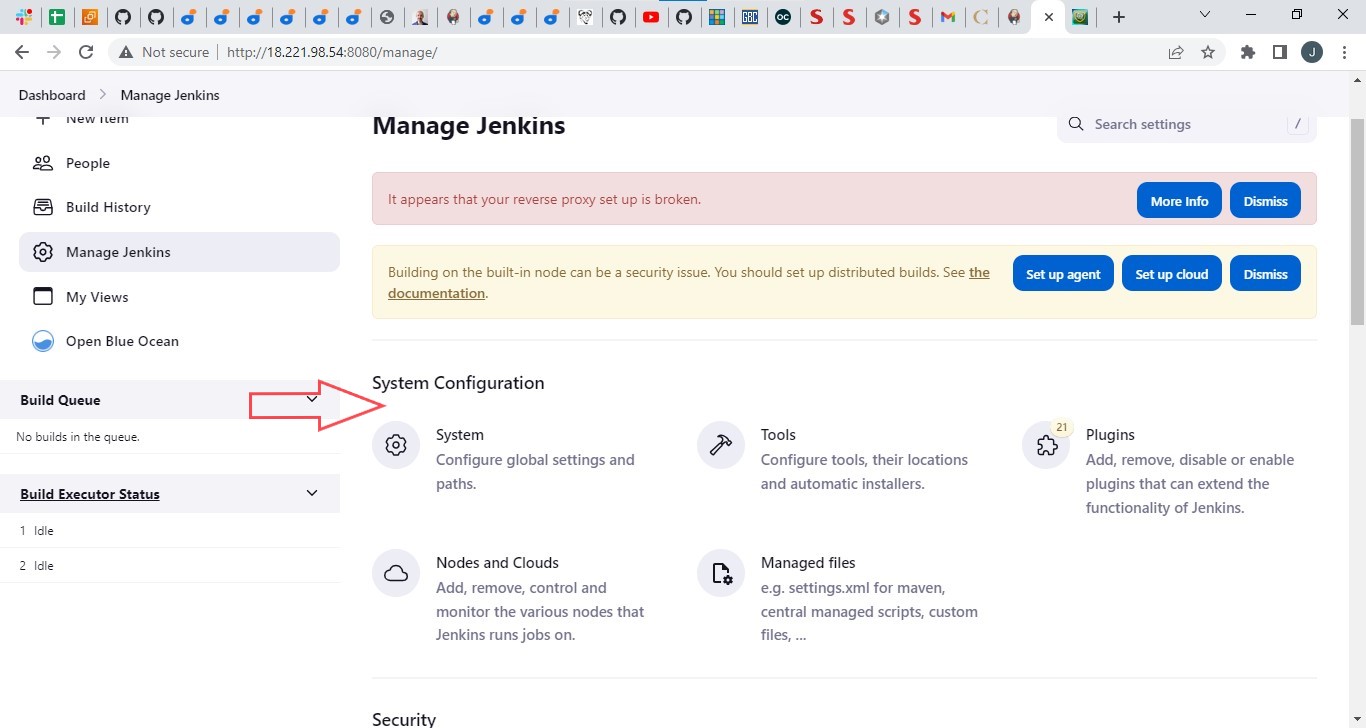 GBC
OC
S
S
S
C
Not secure
http://18.221.98.54:8080/manage/
J
Dashboard
Manage Jenkins
New Item
People
Build History
Manage Jenkins
My Views
Open Blue Ocean
Build Queue
No builds in the queue.
Build Executor Status
1 Idle
2 Idle
Manage Jenkins
Search settings
/
It appears that your reverse proxy set up is broken.
More Info
Dismiss
Building on the built-in node can be a security issue. You should set up distributed builds. See the
documentation.
Set up agent
Set up cloud
Dismiss
System Configuration
System
Configure global settings and
paths.
Tools
Configure tools, their locations
and automatic installers.
21
Plugins
Add, remove, disable or enable
plugins that can extend the
functionality of Jenkins.
Nodes and Clouds
Add, remove, control and
monitor the various nodes that
Jenkins runs jobs on.
Managed files
e.g. settings.xml for maven,
central managed scripts, custom
files, ...
Security